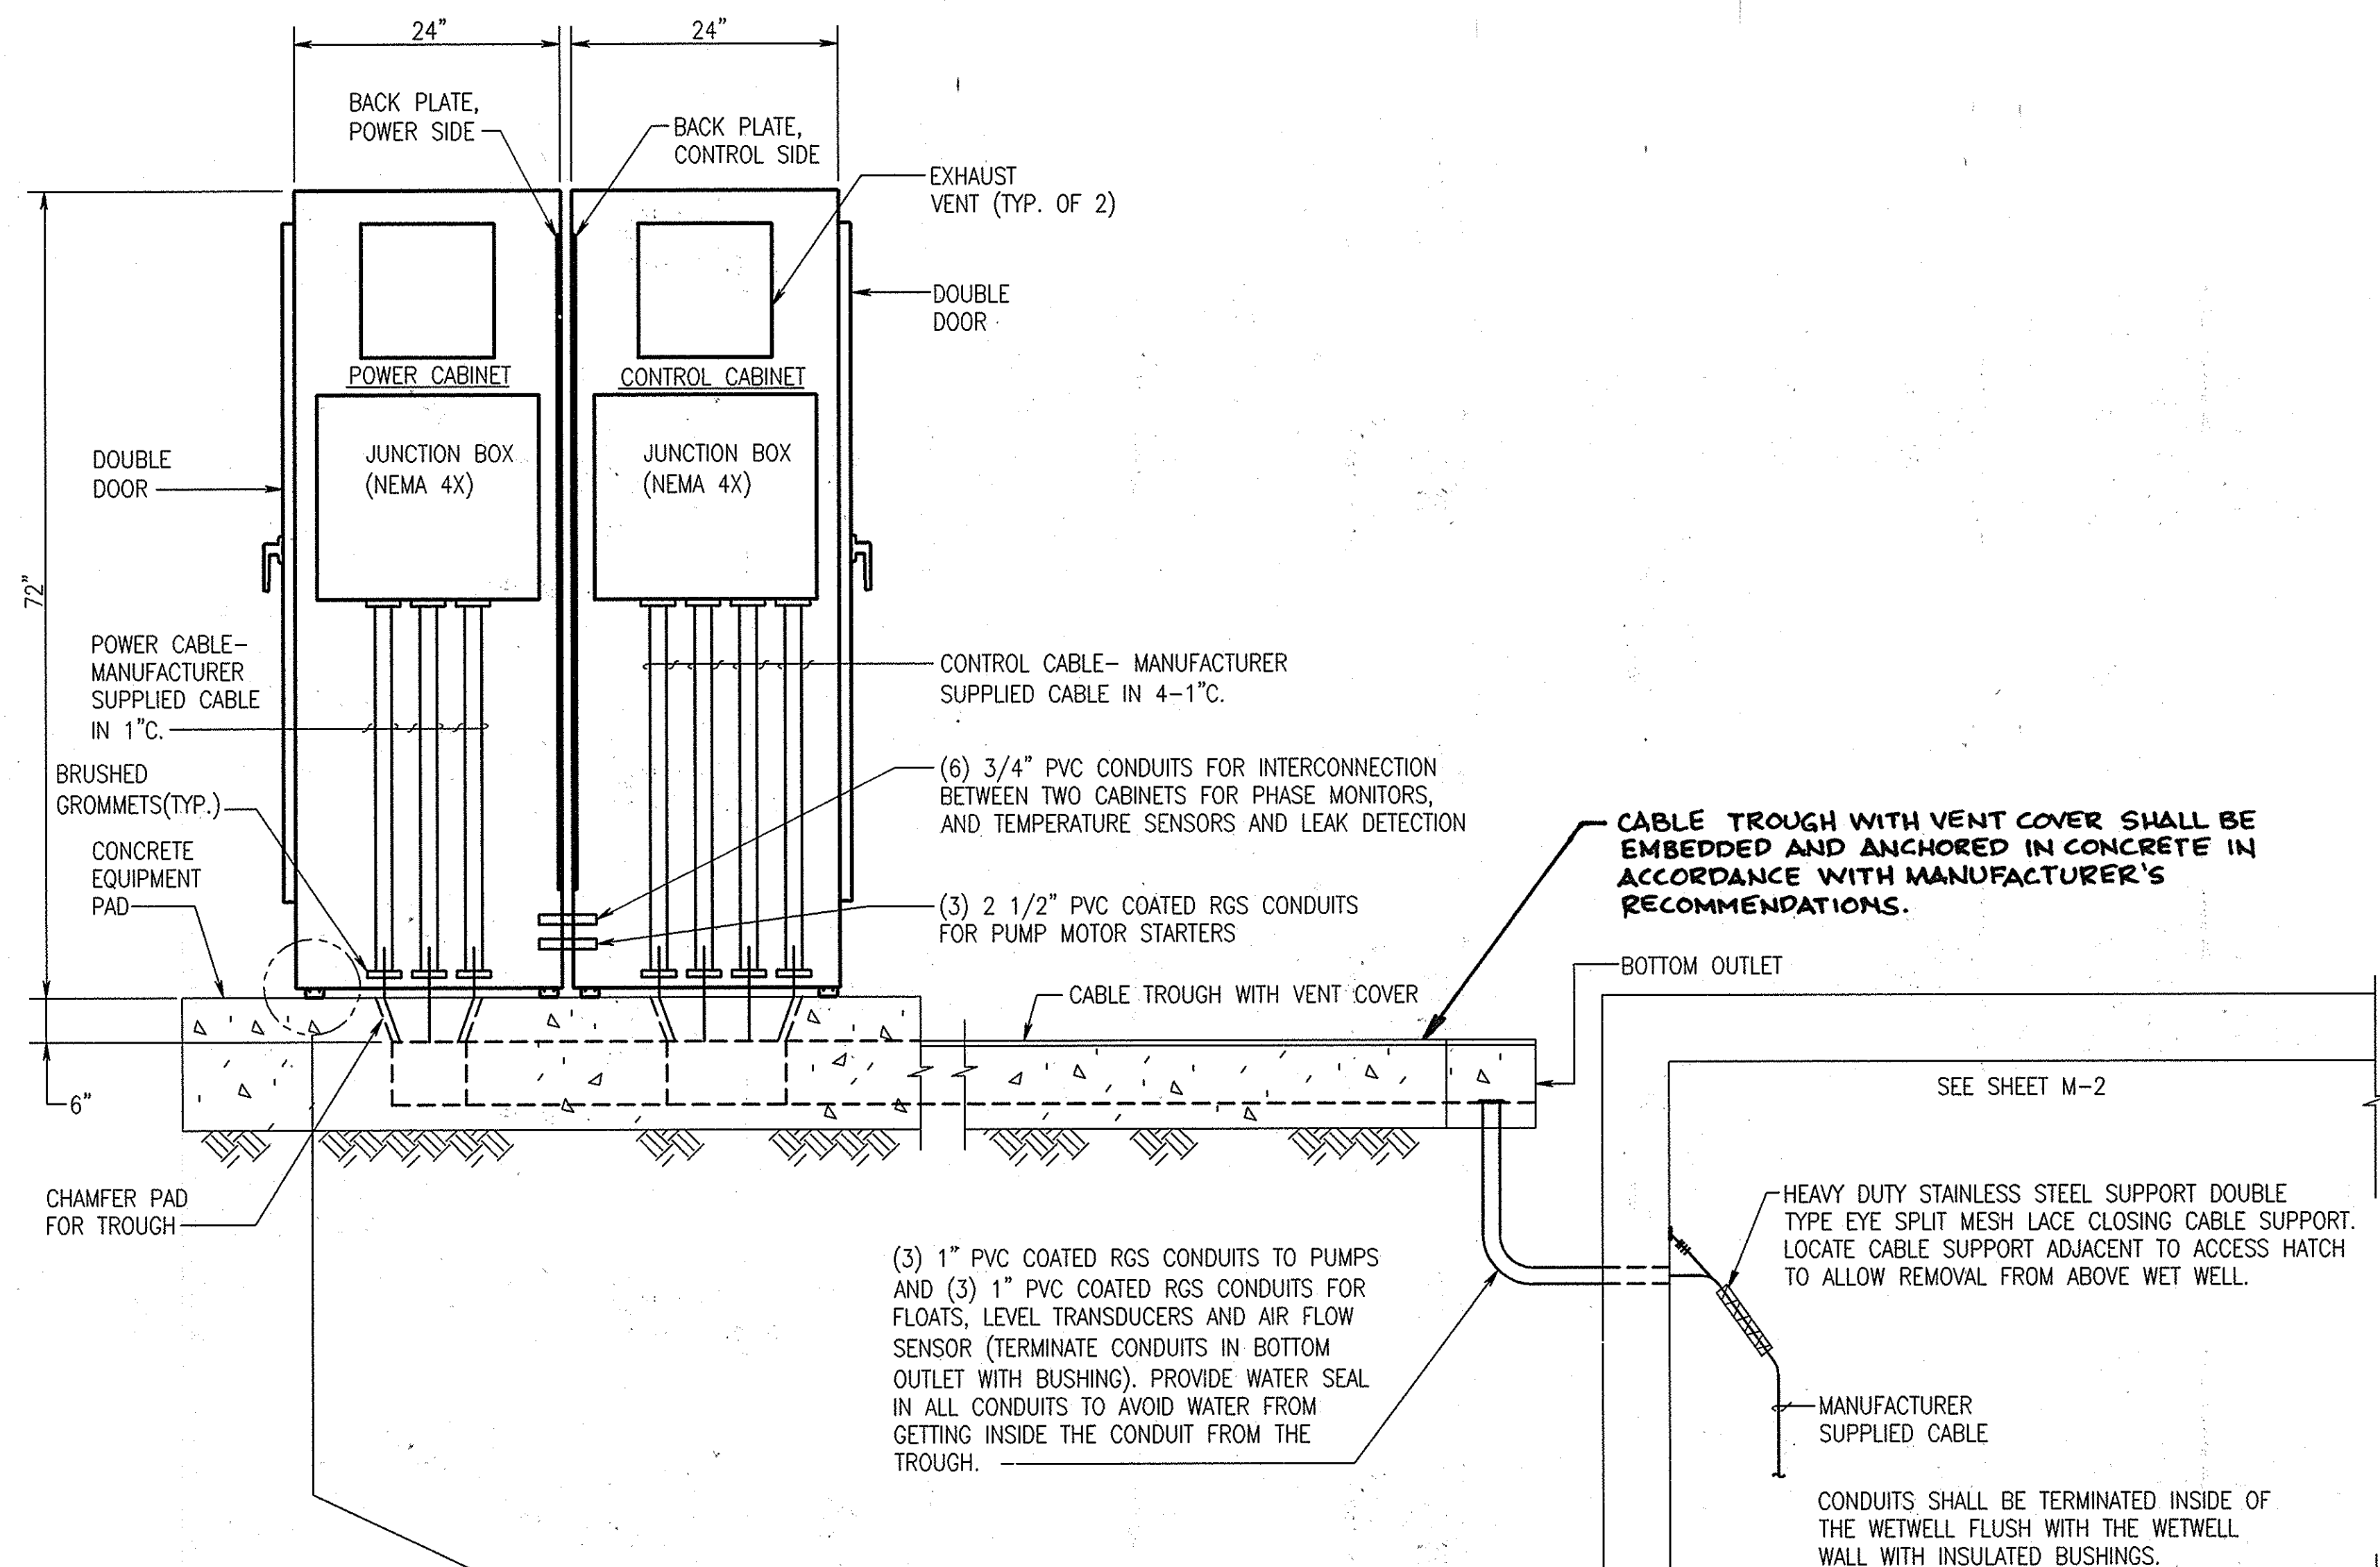 24"
24"
BACK PLATE,
POWER SIDE
BACK PLATE,
CONTROL SIDE
EXHAUST
VENT (TYP. OF 2)
DOUBLE
DOOR
POWER CABINET
CONTROL CABINET
JUNCTION BOX
(NEMA 4X)
JUNCTION BOX
(NEMA 4X)
DOUBLE
DOOR
72"
POWER CABLE-
MANUFACTURER
SUPPLIED CABLE
IN 1"C.
CONTROL CABLE- MANUFACTURER
SUPPLIED CABLE IN 4-1"C.
BRUSHED
GROMMETS(TYP.)
(6) 3/4" PVC CONDUITS FOR INTERCONNECTION
BETWEEN TWO CABINETS FOR PHASE MONITORS,
AND TEMPERATURE SENSORS AND LEAK DETECTION
CABLE TROUGH WITH VENT COVER SHALL BE
EMBEDDED AND ANCHORED IN CONCRETE IN
ACCORDANCE WITH MANUFACTURER'S
RECOMMENDATIONS.
CONCRETE
EQUIPMENT
PAD
(3) 2 1/2" PVC COATED RGS CONDUITS
FOR PUMP MOTOR STARTERS
BOTTOM OUTLET
CABLE TROUGH WITH VENT COVER
6"
SEE SHEET M-2
CHAMFER PAD
FOR TROUGH
HEAVY DUTY STAINLESS STEEL SUPPORT DOUBLE
TYPE EYE SPLIT MESH LACE CLOSING CABLE SUPPORT.
LOCATE CABLE SUPPORT ADJACENT TO ACCESS HATCH
TO ALLOW REMOVAL FROM ABOVE WET WELL.
(3) 1" PVC COATED RGS CONDUITS TO PUMPS
AND (3) 1" PVC COATED RGS CONDUITS FOR
FLOATS, LEVEL TRANSDUCERS AND AIR FLOW
SENSOR (TERMINATE CONDUITS IN BOTTOM
OUTLET WITH BUSHING). PROVIDE WATER SEAL
IN ALL CONDUITS TO AVOID WATER FROM
GETTING INSIDE THE CONDUIT FROM THE
TROUGH.
MANUFACTURER
SUPPLIED CABLE
CONDUITS SHALL BE TERMINATED INSIDE OF
THE WETWELL FLUSH WITH THE WETWELL
WALL WITH INSULATED BUSHINGS.